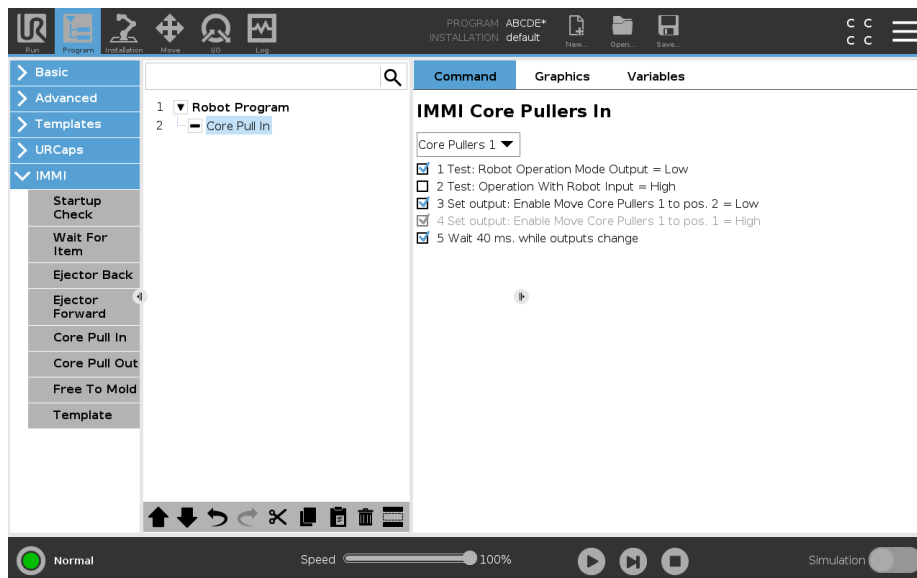 UR
Run
Program
Installation
Move
I/O
Log
PROGRAM ABCDE*
INSTALLATION default
New...
Open...
Save...
C C
C C
Basic
Advanced
Templates
URCaps
IMMI
Startup
Check
Wait For
Item
Ejector Back
Ejector
Forward
Core Pull In
Core Pull Out
Free To Mold
Template
1 Robot Program
2 Core Pull In
Command Graphics Variables
IMMI Core Pullers In
Core Pullers 1
1 Test: Robot Operation Mode Output = Low
2 Test: Operation With Robot Input = High
3 Set output: Enable Move Core Pullers 1 to pos. 2 = Low
4 Set output: Enable Move Core Pullers 1 to pos. 1 = High
5 Wait 40 ms. while outputs change
Normal
Speed 100%
Simulation